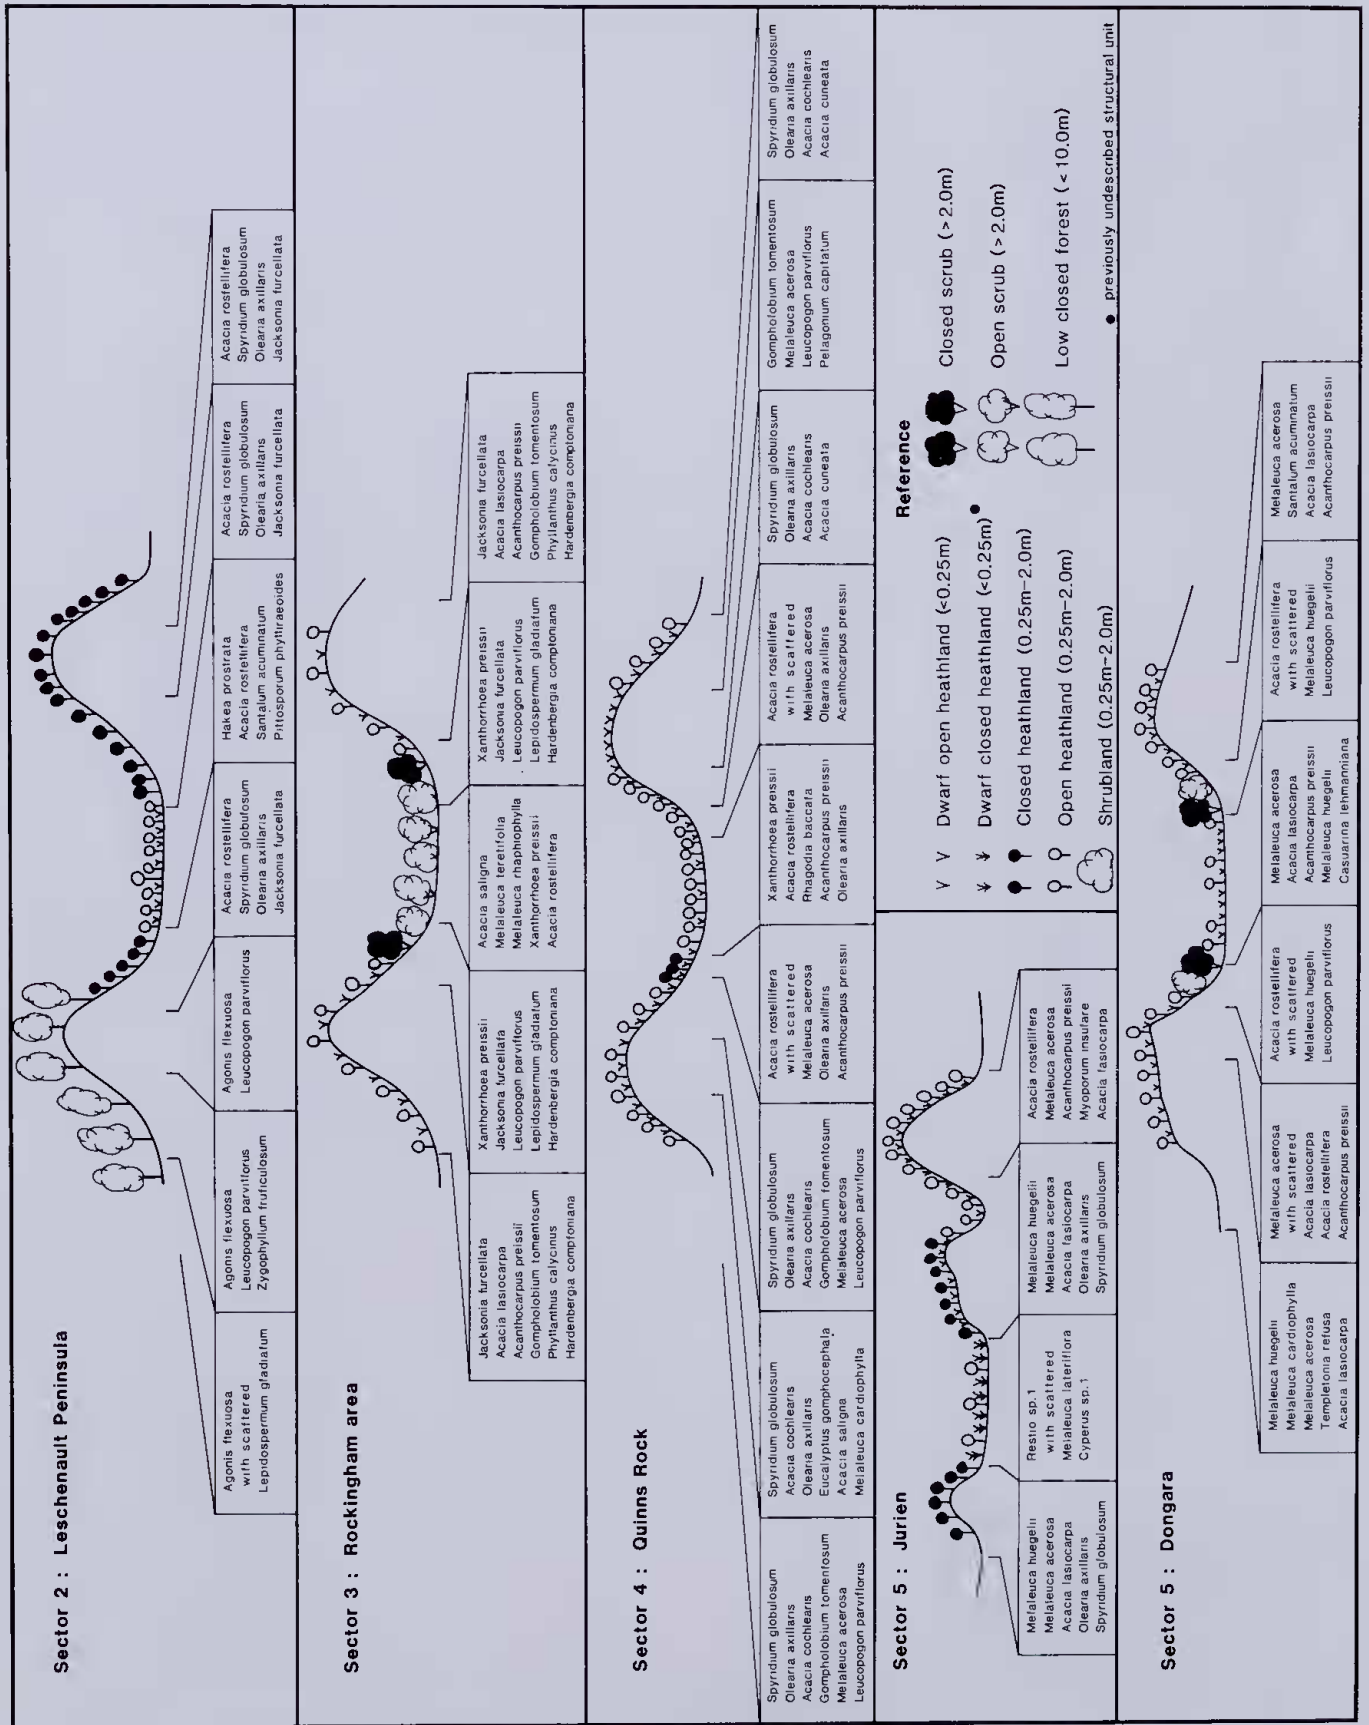 Sector 2 : Leschenault Peninsula
Agonis flexuosa
with scattered
Lepidospermum gladiatum
Agonis flexuosa
Leucopogon parviflorus
Zygophyllum fruticulosum
Agonis flexuosa
Leucopogon parviflorus
Acacia rostellifera
Spyridium globulosum
Olearia axillaris
Jacksonia furcellata
Hakea prostrata
Acacia rostellifera
Santalum acuminatum
Pittosporum phylliraeoides
Acacia rostellifera
Spyridium globulosum
Olearia axillaris
Jacksonia furcellata
Acacia rostellifera
Spyridium globulosum
Olearia axillaris
Jacksonia furcellata
Sector 3 : Rockingham area
Jacksonia furcellata
Acacia lasiocarpa
Acanthocarpus preissii
Gompholobium tomentosum
Phyllanthus calycinus
Hardenbergia comptoniana
Xanthorrhoea preissii
Jacksonia furcellata
Leucopogon parviflorus
Lepidospermum gladiatum
Hardenbergia comptoniana
Acacia saligna
Melaleuca teretifolia
Melaleuca rhaphiophylla
Xanthorrhoea preissii
Acacia rostellifera
Xanthorrhoea preissii
Jacksonia furcellata
Leucopogon parviflorus
Lepidospermum gladiatum
Hardenbergia comptoniana
Jacksonia furcellata
Acacia lasiocarpa
Acanthocarpus preissii
Gompholobium tomentosum
Phyllanthus calycinus
Hardenbergia comptoniana
Sector 4 : Quinns Rock
Spyridium globulosum
Olearia axillaris
Acacia cochlearis
Gompholobium tomentosum
Melaleuca acerosa
Leucopogon parviflorus
Spyridium globulosum
Acacia cochlearis
Olearia axillaris
Eucalyptus gomphocephala
Acacia saligna
Melaleuca cardiophylla
Spyridium globulosum
Olearia axillaris
Acacia cochlearis
Gompholobium tomentosum
Melaleuca acerosa
Leucopogon parviflorus
Acacia rostellifera
with scattered
Melaleuca acerosa
Olearia axillaris
Acanthocarpus preissii
Xanthorrhoea preissii
Acacia rostellifera
Rhagodia baccata
Acanthocarpus preissii
Olearia axillaris
Acacia rostellifera
with scattered
Melaleuca acerosa
Olearia axillaris
Acanthocarpus preissii
Spyridium globulosum
Olearia axillaris
Acacia cochlearis
Acacia cuneata
Gompholobium tomentosum
Melaleuca acerosa
Leucopogon parviflorus
Pelagonium capitatum
Spyridium globulosum
Olearia axillaris
Acacia cochlearis
Acacia cuneata
Sector 5 : Jurien
Melaleuca huegelii
Melaleuca acerosa
Acacia lasiocarpa
Olearia axillaris
Spyridium globulosum
Restio sp.1
with scattered
Melaleuca lateriflora
Cyperus sp.1
Melaleuca huegelii
Melaleuca acerosa
Acacia lasiocarpa
Olearia axillaris
Spyridium globulosum
Acacia rostellifera
Melaleuca acerosa
Acanthocarpus preissii
Myoporum insulare
Acacia lasiocarpa
Reference
Dwarf open heathland (<0.25m)
Dwarf closed heathland (<0.25m)●
Closed heathland (0.25m–2.0m)
Open heathland (0.25m–2.0m)
Shrubland (0.25m–2.0m)
Closed scrub (>2.0m)
Open scrub (>2.0m)
Low closed forest (<10.0m)
● previously undescribed structural unit
Sector 5 : Dongara
Melaleuca huegelii
Melaleuca cardiophylla
Melaleuca acerosa
Templetonia retusa
Acacia lasiocarpa
Melaleuca acerosa
with scattered
Acacia lasiocarpa
Acacia rostellifera
Acanthocarpus preissii
Acacia rostellifera
with scattered
Melaleuca huegelii
Leucopogon parviflorus
Melaleuca acerosa
Acacia lasiocarpa
Acanthocarpus preissii
Melaleuca huegelii
Casuarina lehmanniana
Acacia rostellifera
with scattered
Melaleuca huegelii
Leucopogon parviflorus
Melaleuca acerosa
Santalum acuminatum
Acacia lasiocarpa
Acanthocarpus preissii